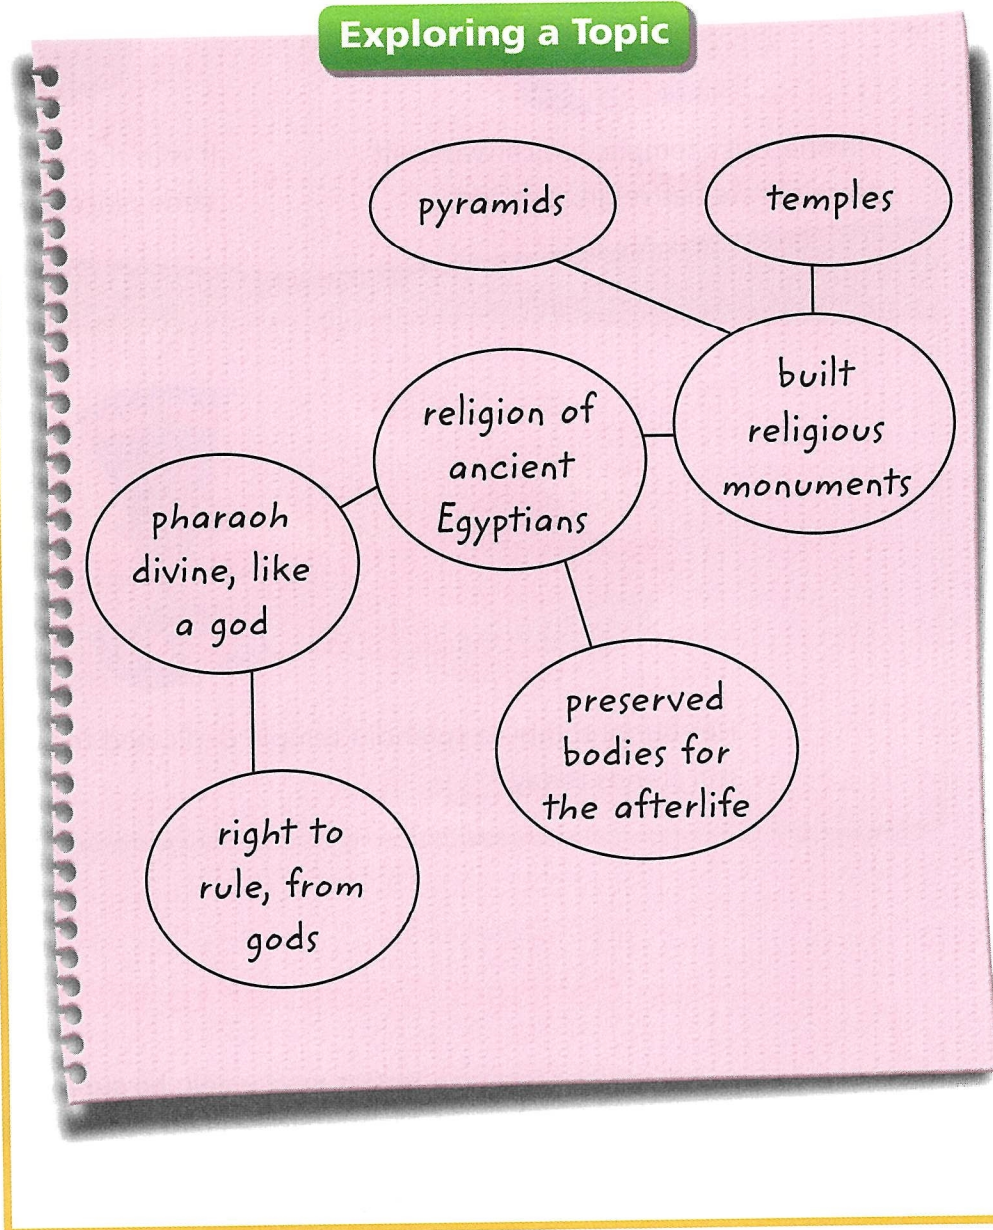 Exploring a Topic
pyramids
temples
built
religious
monuments
religion of
ancient
Egyptians
pharaoh
divine, like
a god
preserved
bodies for
the afterlife
right to
rule, from
gods